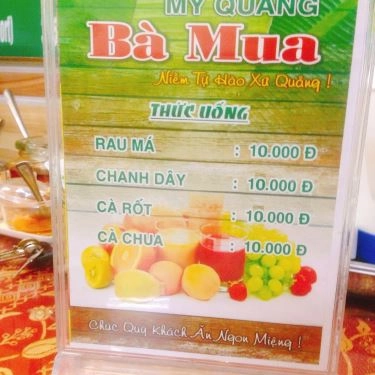 MỲ QUẢNG
Bà Mua
Niềm Tự Hào Xứ Quảng !
THỨC UỐNG
RAU MÁ : 10.000 Đ
CHANH DÂY : 10.000 Đ
CÀ RỐT : 10.000 Đ
CÀ CHUA : 10.000 Đ
Chúc Quý Khách Ăn Ngon Miệng !